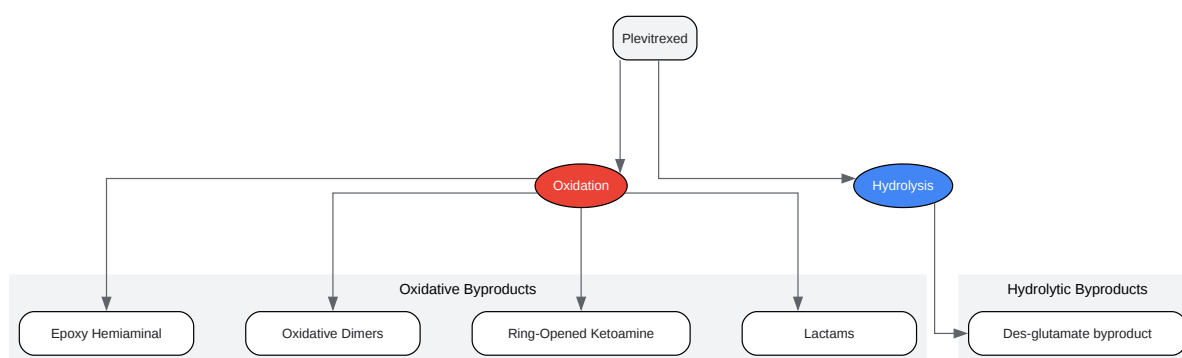 Plevitrexed
Oxidation
Hydrolysis
Oxidative Byproducts
Hydrolytic Byproducts
Epoxy Hemiaminal
Oxidative Dimers
Ring-Opened Ketoamine
Lactams
Des-glutamate byproduct